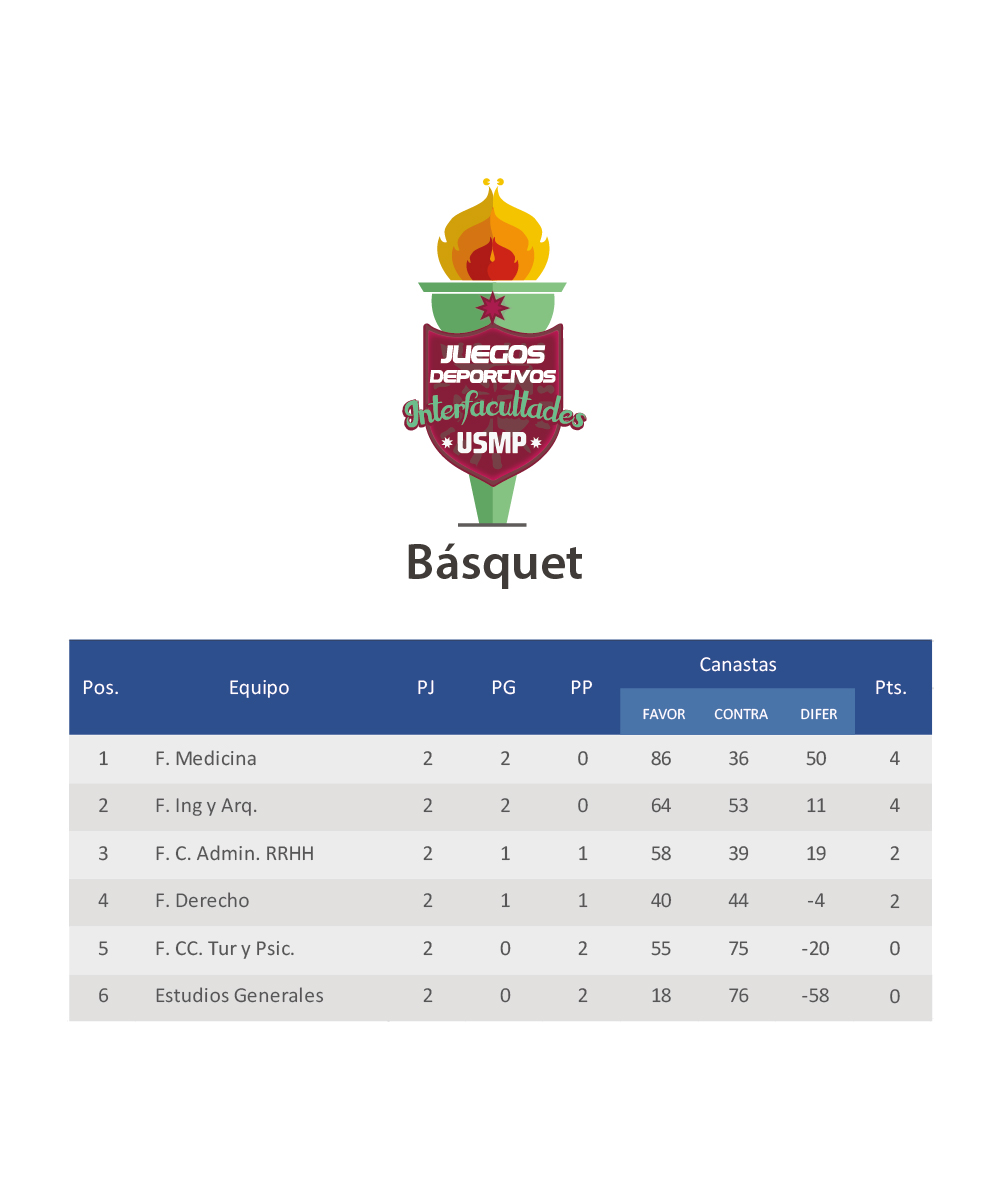 JUEGOS
DEPORTIVOS
Interfacultades
USMP
Básquet
Canastas
Pos. Equipo PJ PG PP Pts.
FAVOR CONTRA DIFER
1 F. Medicina 2 2 0 86 36 50 4
2 F. Ing y Arq. 2 2 0 64 53 11 4
3 F. C. Admin. RRHH 2 1 1 58 39 19 2
4 F. Derecho 2 1 1 40 44 -4 2
5 F. CC. Tur y Psic. 2 0 2 55 75 -20 0
6 Estudios Generales 2 0 2 18 76 -58 0